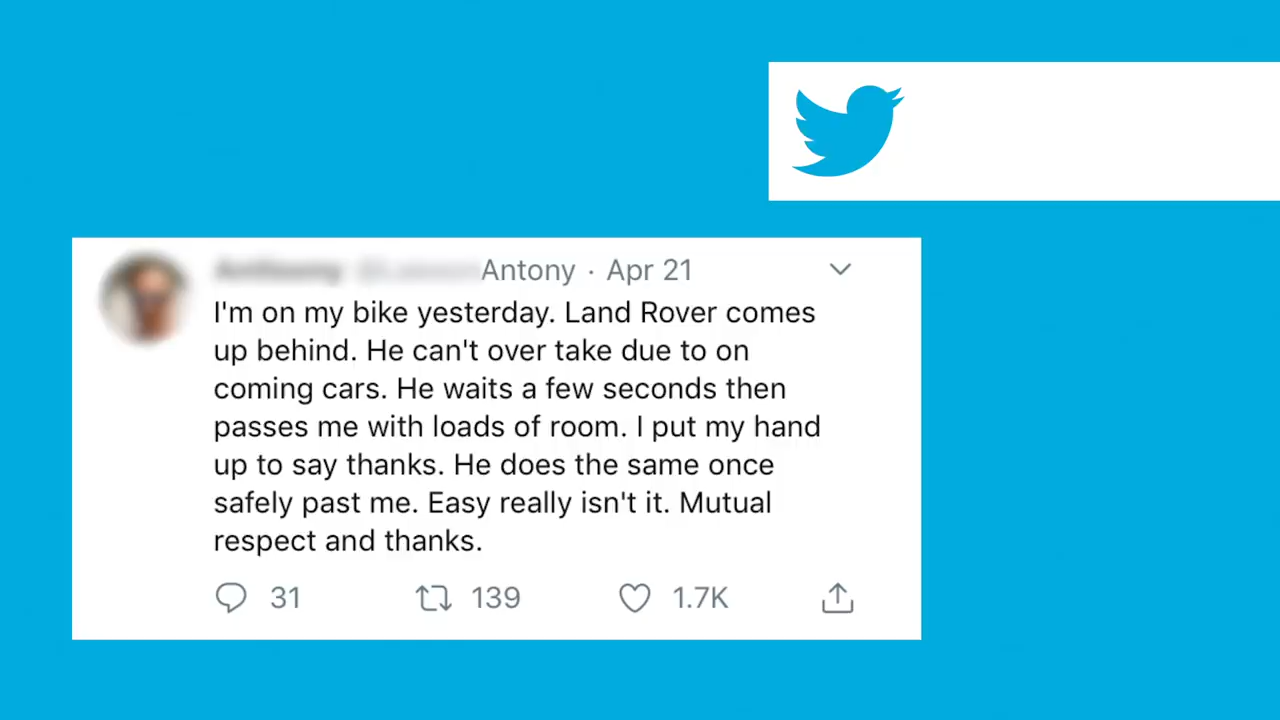 Antony · Apr 21
I'm on my bike yesterday. Land Rover comes
up behind. He can't over take due to on
coming cars. He waits a few seconds then
passes me with loads of room. I put my hand
up to say thanks. He does the same once
safely past me. Easy really isn't it. Mutual
respect and thanks.
31 139 1.7K